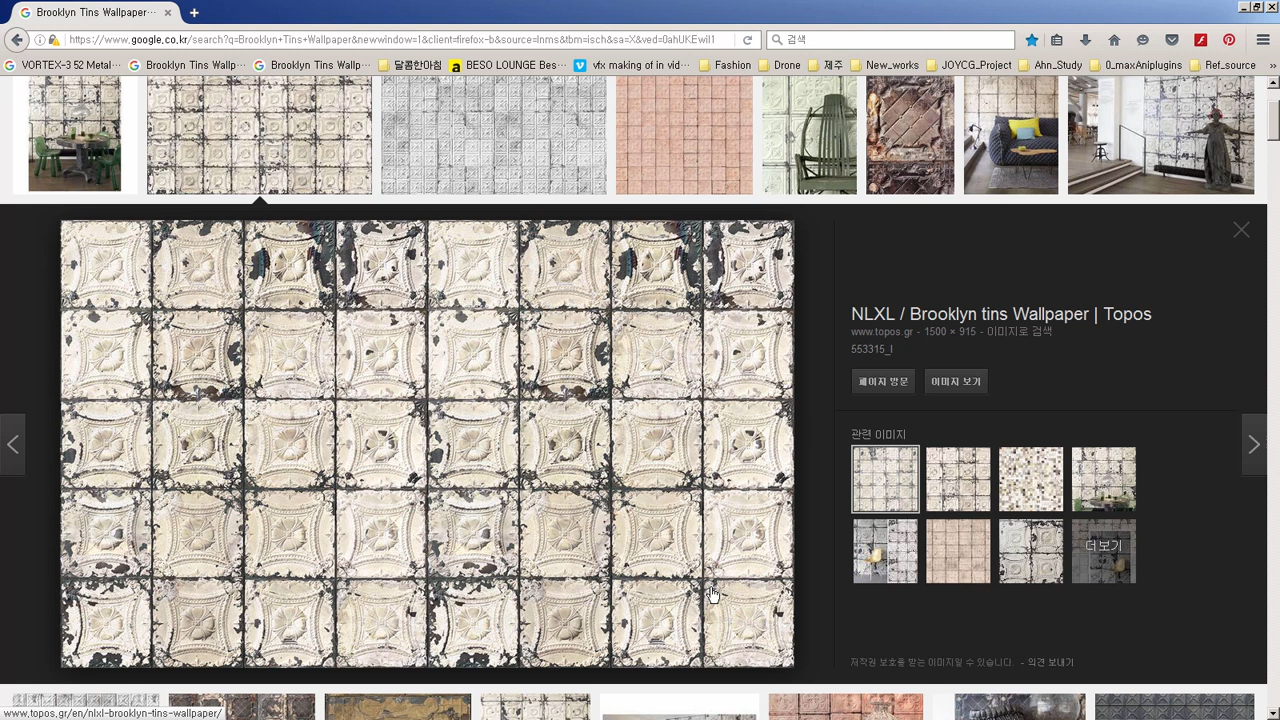 Brooklyn Tins Wallpaper···
https://www.google.co.kr/search?q=Brooklyn+Tins+Wallpaper&newwindow=1&client=firefox-b&source=lnms&tbm=isch&sa=X&ved=0ahUKEwiI1
검색
VORTEX-3 52 Metal···
Brooklyn Tins Wallp···
Brooklyn Tins Wallp···
달콤한아침
BESO LOUNGE Bes···
vfx making of in vid···
Fashion
Drone
제주
New_works
JOYCG_Project
Ahn_Study
Ref_source
NLXL / Brooklyn tins Wallpaper | Topos
www.topos.gr - 1500 × 915 - 이미지로 검색
553315_l
페이지 방문
이미지 보기
관련 이미지
더보기
저작권 보호를 받는 이미지일 수 있습니다. - 의견 보내기
www.topos.gr/en/nlxl-brooklyn-tins-wallpaper/